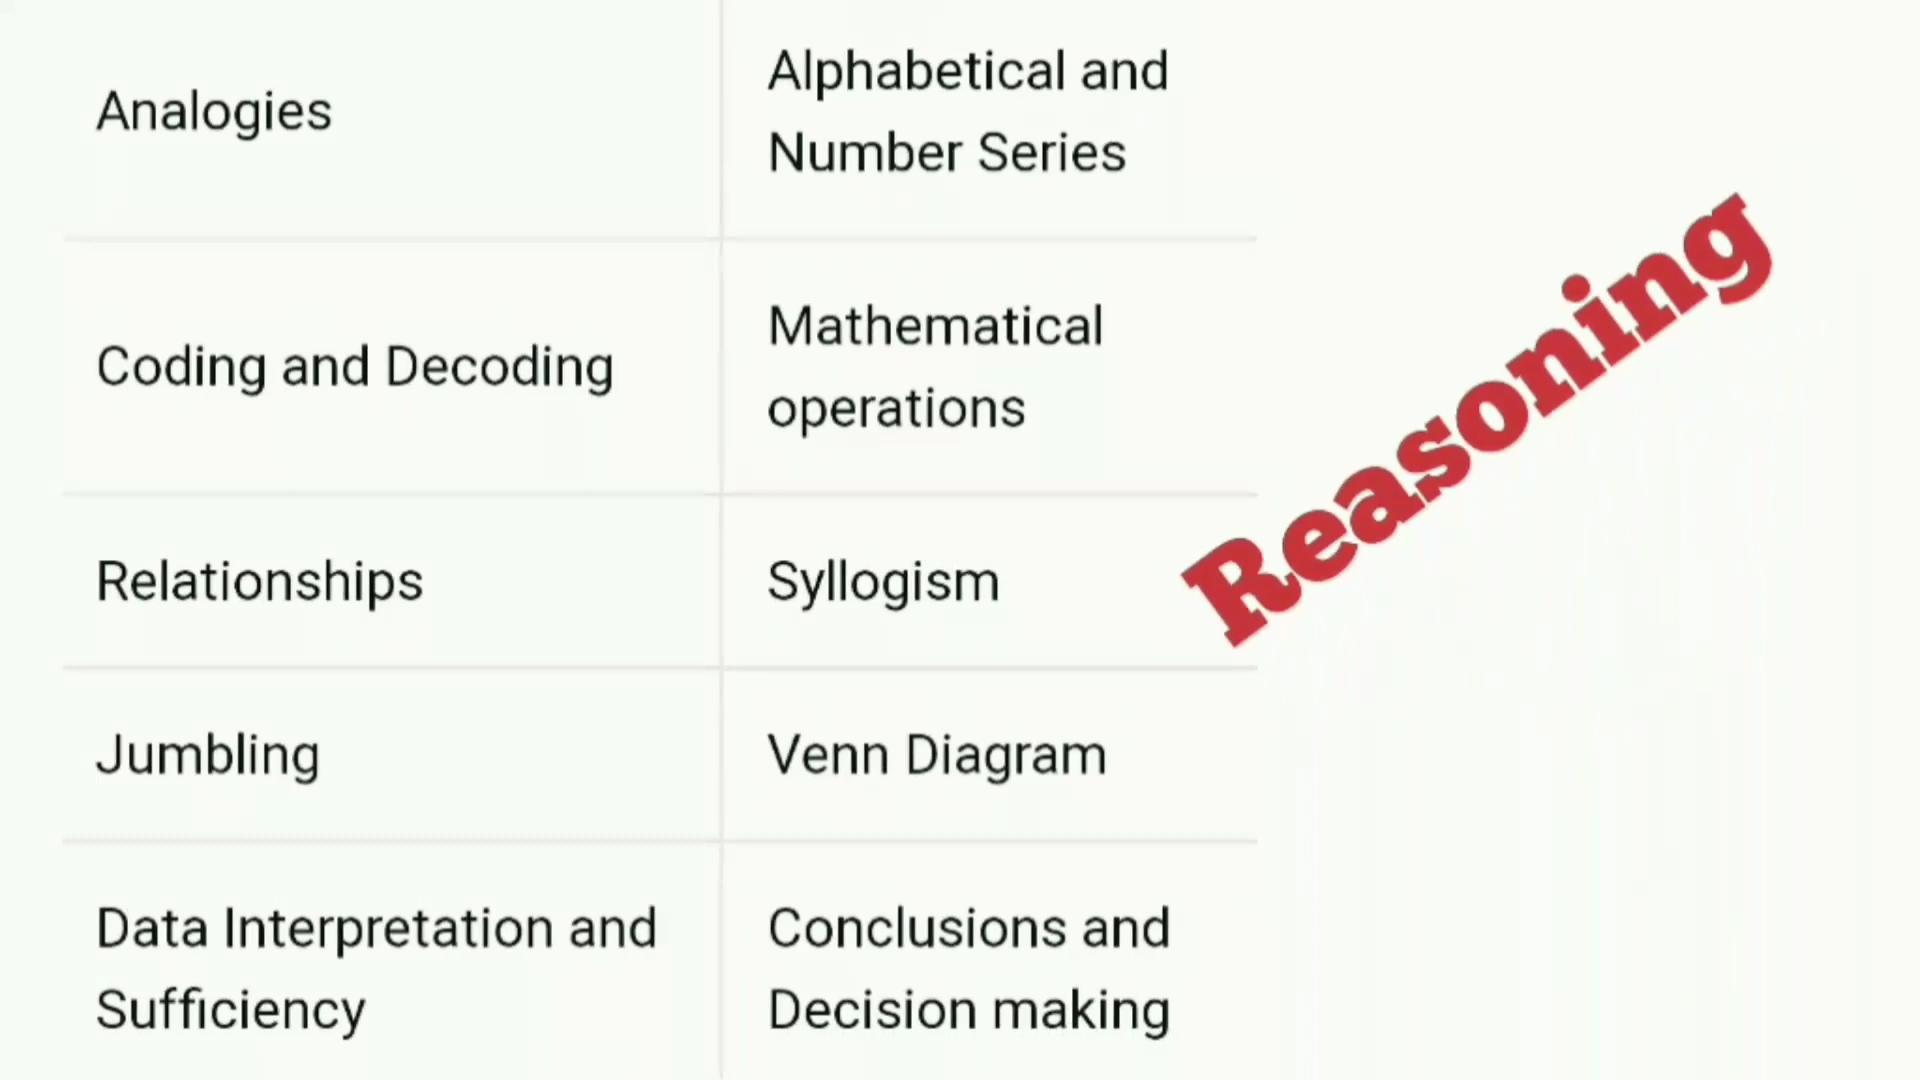 Analogies
Alphabetical and
Number Series
Coding and Decoding
Mathematical
operations
Relationships
Syllogism
Jumbling
Venn Diagram
Data Interpretation and
Sufficiency
Conclusions and
Decision making
Reasoning